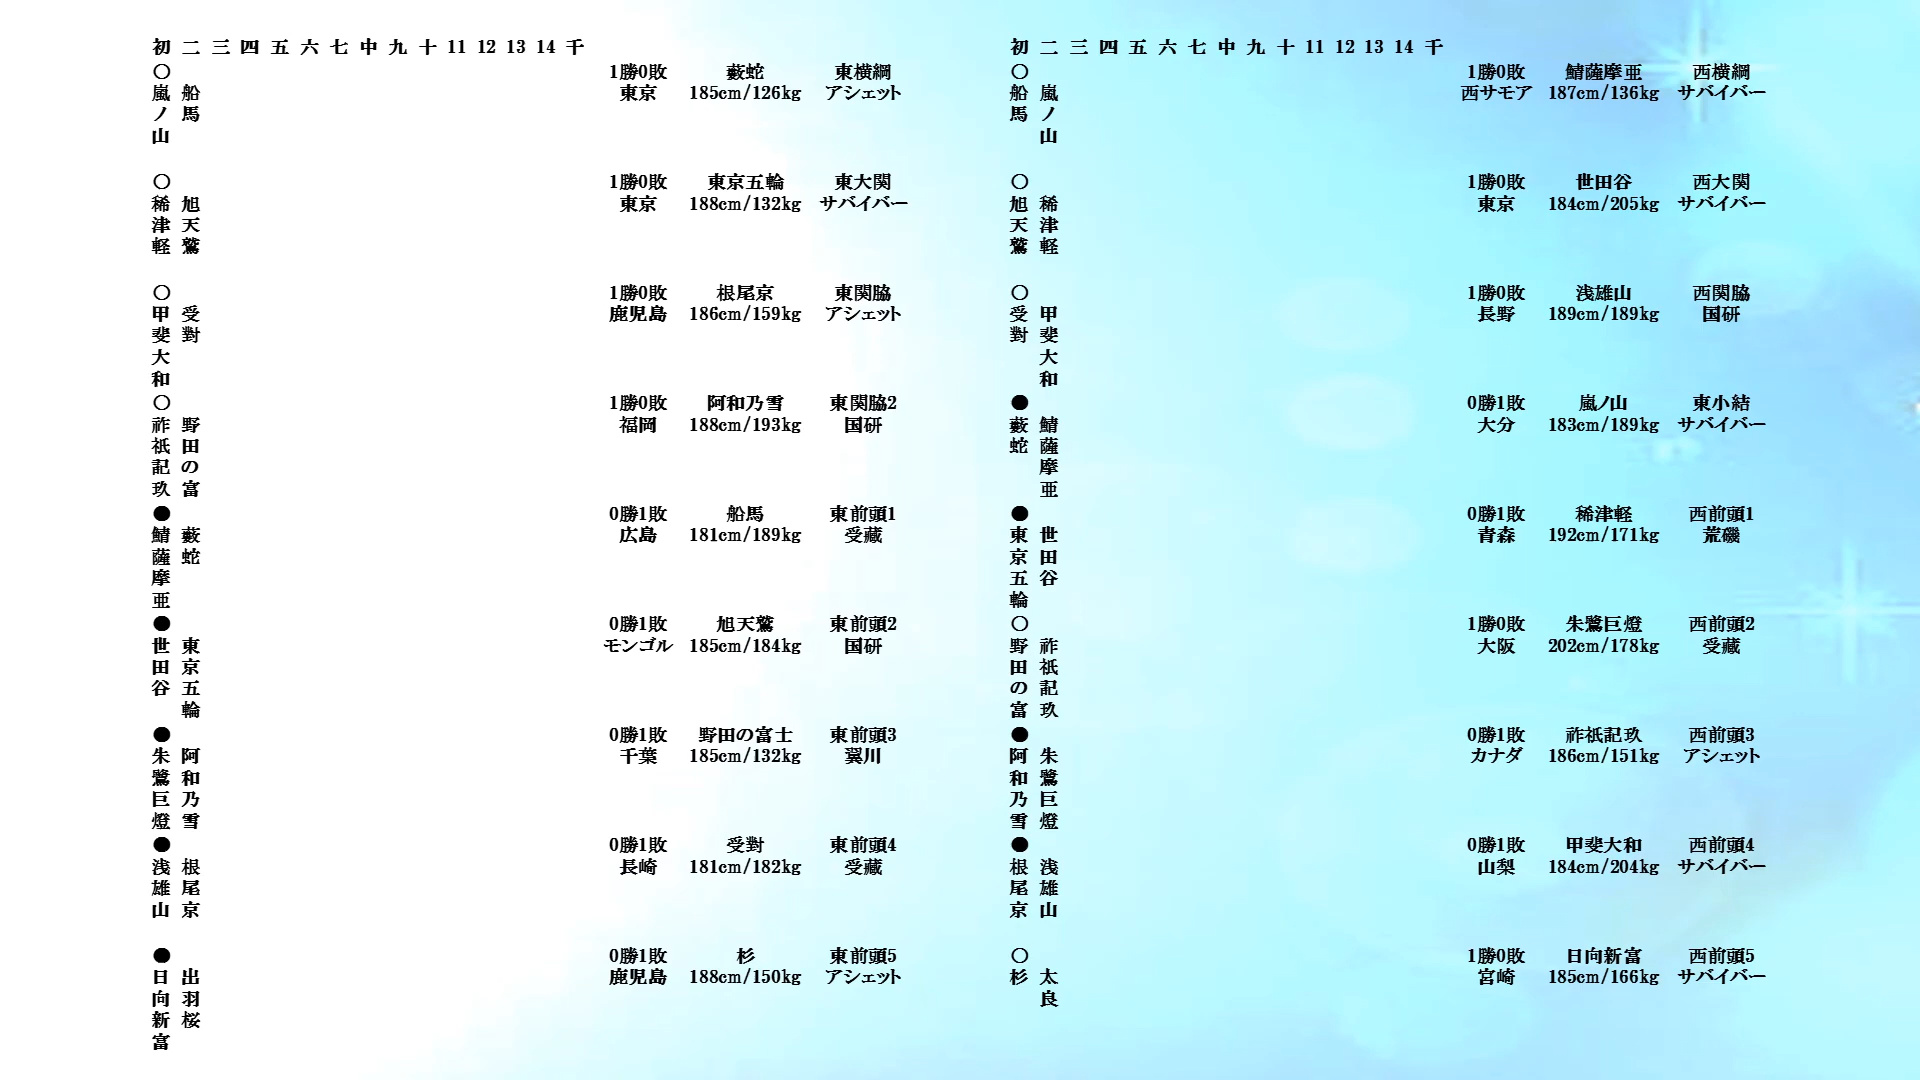 初 二 三 四 五 六 七 中 九 十 11 12 13 14 千
○
嵐ノ山
船馬
1勝0敗 藪蛇 東横綱
東京 185cm/126kg アシェット
○
稀津軽
旭天鷲
1勝0敗 東京五輪 東大関
東京 188cm/132kg サバイバー
○
甲斐大和
受對
1勝0敗 根尾京 東関脇
鹿児島 186cm/159kg アシェット
○
祚祇記玖
野田の富
1勝0敗 阿和乃雪 東関脇2
福岡 188cm/193kg 国研
●
鯖薩摩亜
藪蛇
0勝1敗 船馬 東前頭1
広島 181cm/189kg 受蔵
●
世田谷
東京五輪
0勝1敗 旭天鷲 東前頭2
モンゴル 185cm/184kg 国研
●
朱鷺巨燈
阿和乃雪
0勝1敗 野田の富士 東前頭3
千葉 185cm/132kg 翼川
●
浅雄山
根尾京
0勝1敗 受對 東前頭4
長崎 181cm/182kg 受蔵
●
日向新富
出羽桜
0勝1敗 杉 東前頭5
鹿児島 188cm/150kg アシェット
初 二 三 四 五 六 七 中 九 十 11 12 13 14 千
○
船馬
嵐ノ山
1勝0敗 鯖薩摩亜 西横綱
西サモア 187cm/136kg サバイバー
○
旭天鷲
稀津軽
1勝0敗 世田谷 西大関
東京 184cm/205kg サバイバー
○
受對
甲斐大和
1勝0敗 浅雄山 西関脇
長野 189cm/189kg 国研
●
藪蛇
鯖薩摩亜
0勝1敗 嵐ノ山 東小結
大分 183cm/189kg サバイバー
●
東京五輪
世田谷
0勝1敗 稀津軽 西前頭1
青森 192cm/171kg 荒磯
○
野田の富
祚祇記玖
1勝0敗 朱鷺巨燈 西前頭2
大阪 202cm/178kg 受蔵
●
阿和乃雪
朱鷺巨燈
0勝1敗 祚祇記玖 西前頭3
カナダ 186cm/151kg アシェット
●
根尾京
浅雄山
0勝1敗 甲斐大和 西前頭4
山梨 184cm/204kg サバイバー
○
杉
太良
1勝0敗 日向新富 西前頭5
宮崎 185cm/166kg サバイバー